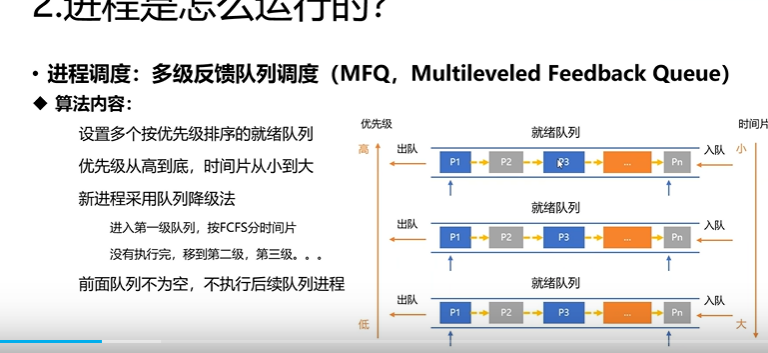 2.进程是怎么运行的？
• 进程调度：多级反馈队列调度（MFQ，Multileveled Feedback Queue）
◆ 算法内容：
设置多个按优先级排序的就绪队列
优先级从高到底，时间片从小到大
新进程采用队列降级法
进入第一级队列，按FCFS分时间片
没有执行完，移到第二级，第三级。。。
前面队列不为空，不执行后续队列进程
优先级
时间片
高
小
就绪队列
出队
P1
P2
P3
...
Pn
入队
就绪队列
出队
P1
P2
P3
...
Pn
入队
就绪队列
出队
P1
P2
P3
...
Pn
入队
低
大